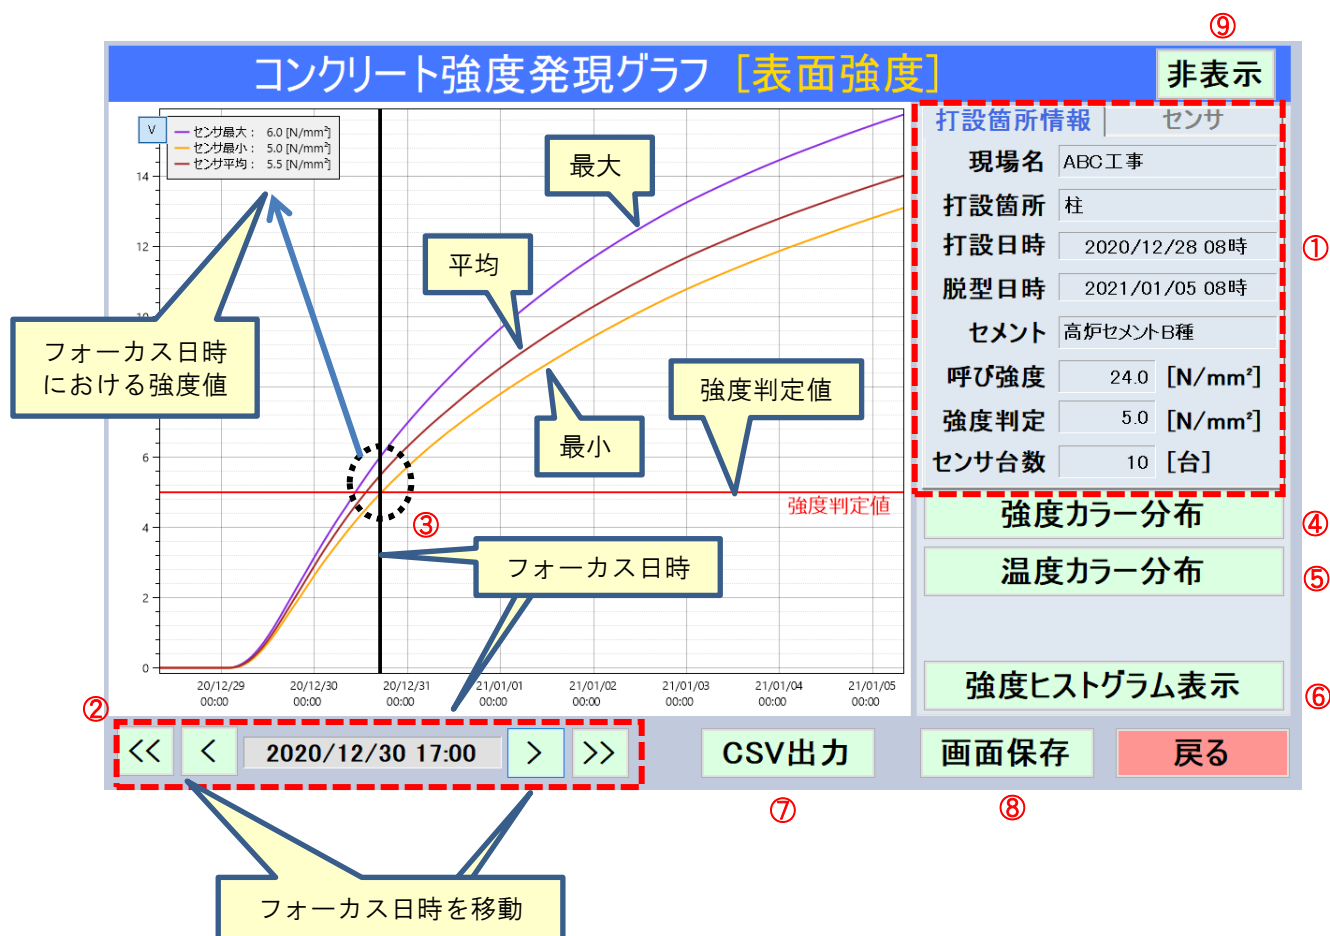 ⑨
コンクリート強度発現グラフ [表面強度]
非表示
V
センサ最大： 6.0 [N/mm²]
センサ最小： 5.0 [N/mm²]
センサ平均： 5.5 [N/mm²]
最大
平均
フォーカス日時
における強度値
最小
強度判定値
強度判定値
③
フォーカス日時
14
12
10
6
4
2
0
20/12/29
00:00
20/12/30
00:00
20/12/31
00:00
21/01/01
00:00
21/01/02
00:00
21/01/03
00:00
21/01/04
00:00
21/01/05
00:00
打設箇所情報 センサ
現場名 ABC工事
打設箇所 柱
打設日時 2020/12/28 08時
①
脱型日時 2021/01/05 08時
セメント 高炉セメントB種
呼び強度 24.0 [N/mm²]
強度判定 5.0 [N/mm²]
センサ台数 10 [台]
強度カラー分布
④
温度カラー分布
⑤
強度ヒストグラム表示
⑥
②
<< < 2020/12/30 17:00 > >>
CSV出力
画面保存
戻る
⑦
⑧
フォーカス日時を移動